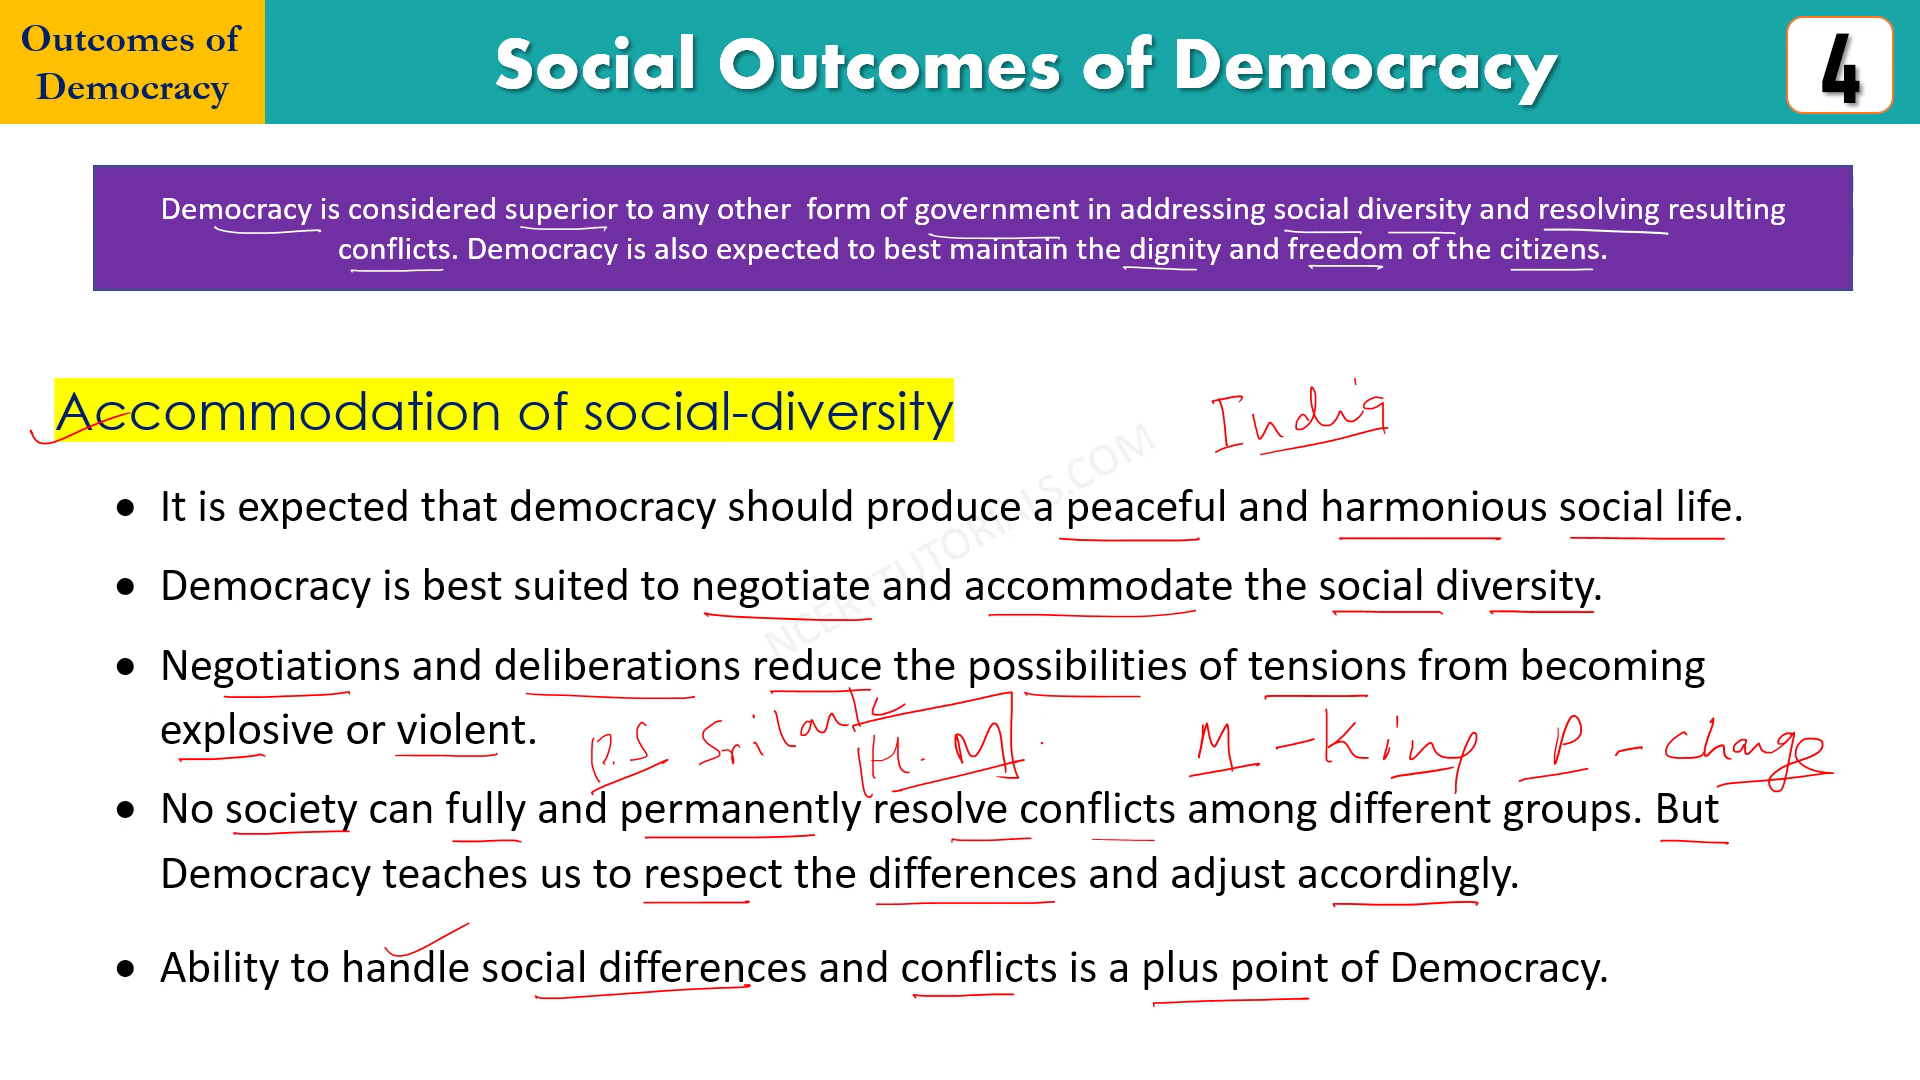 Outcomes of
Democracy
Social Outcomes of Democracy
4
Democracy is considered superior to any other form of government in addressing social diversity and resolving resulting
conflicts. Democracy is also expected to best maintain the dignity and freedom of the citizens.
Accommodation of social-diversity
India
NCERTTUTORIALS.COM
• It is expected that democracy should produce a peaceful and harmonious social life.
• Democracy is best suited to negotiate and accommodate the social diversity.
• Negotiations and deliberations reduce the possibilities of tensions from becoming
explosive or violent.
P.S Srilank H.M. M - King P - Change
• No society can fully and permanently resolve conflicts among different groups. But
Democracy teaches us to respect the differences and adjust accordingly.
• Ability to handle social differences and conflicts is a plus point of Democracy.